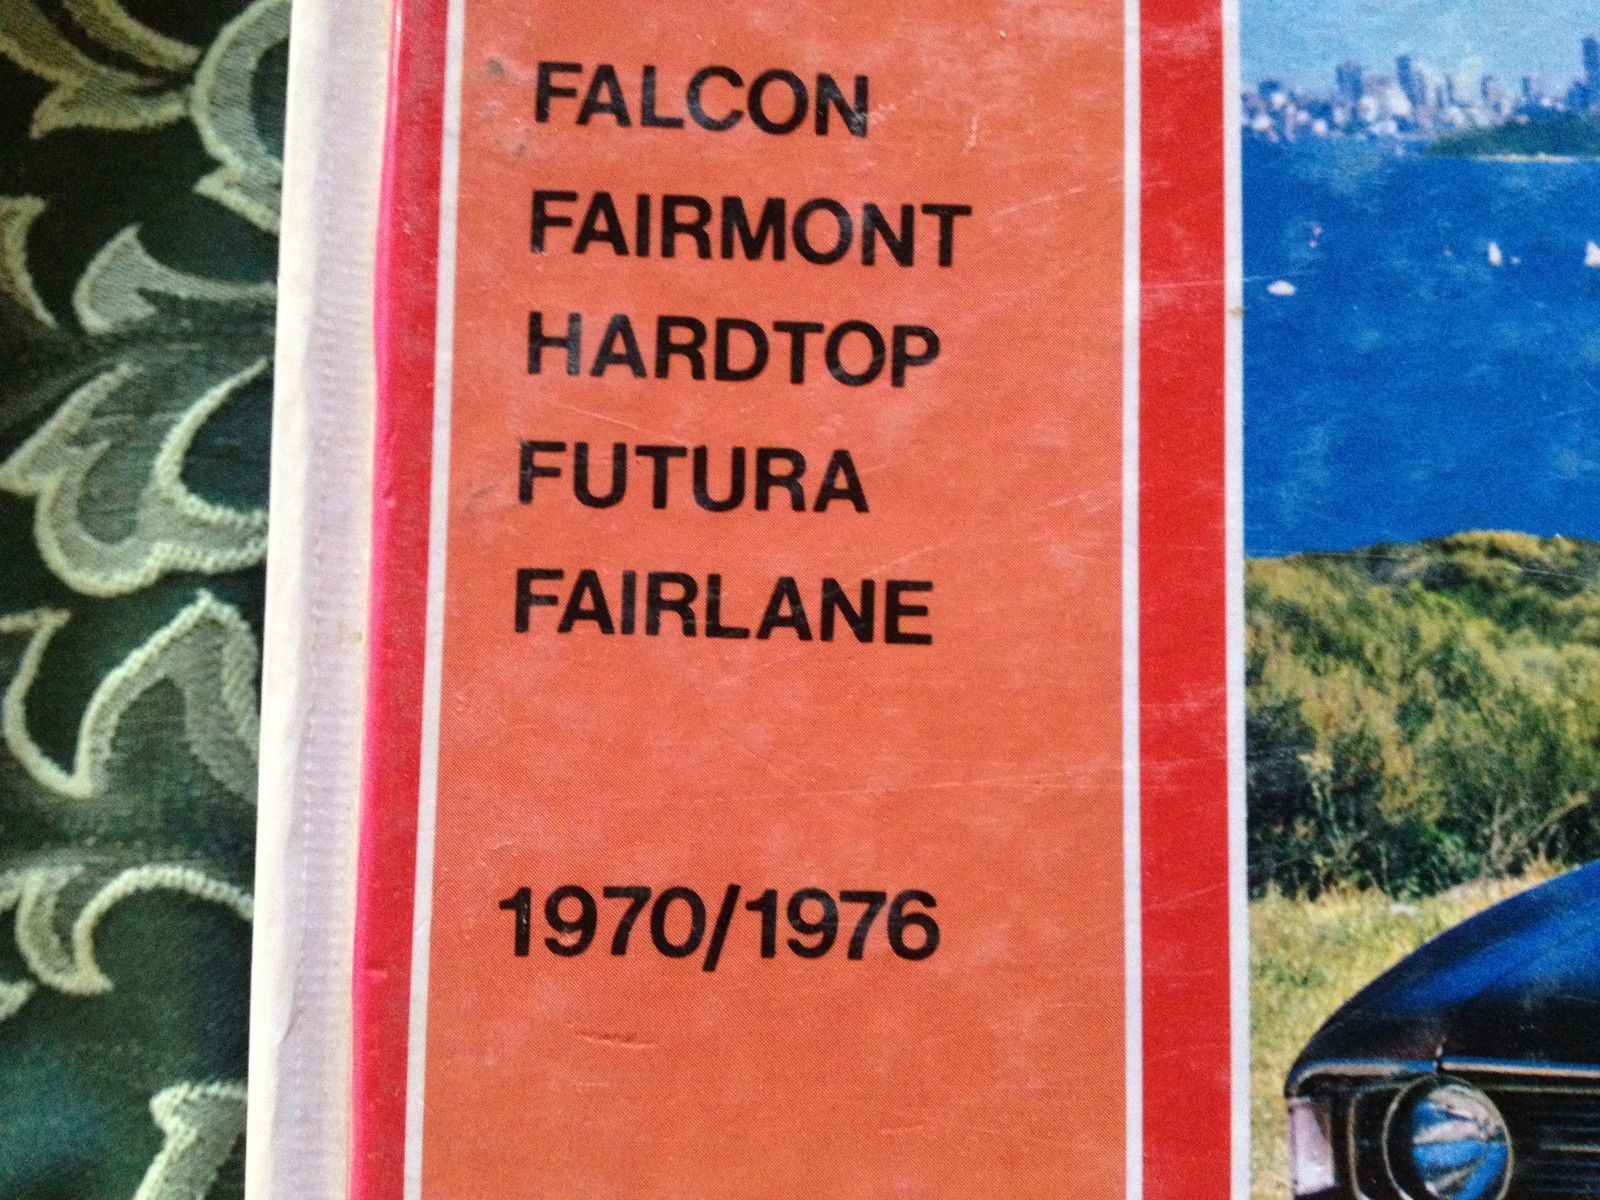 FALCON
FAIRMONT
HARDTOP
FUTURA
FAIRLANE
1970/1976